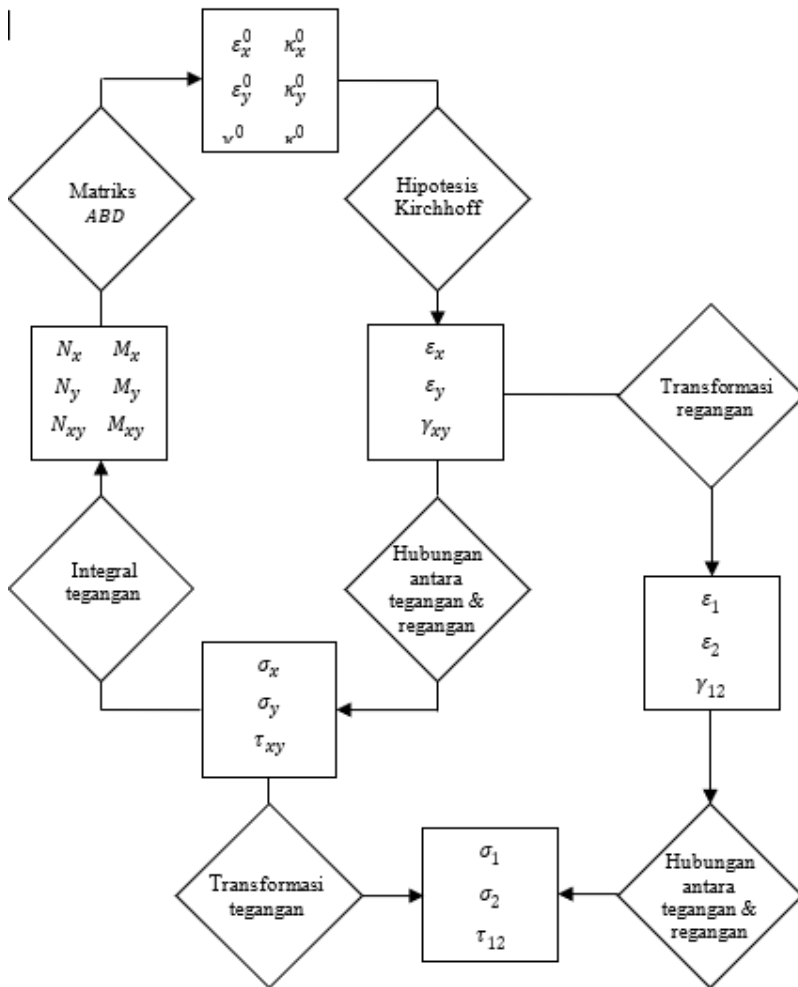 ε_x^0 κ_x^0
ε_y^0 κ_y^0
Matriks
ABD
Hipotesis
Kirchhoff
N_x M_x
N_y M_y
N_xy M_xy
ε_x
ε_y
γ_xy
Transformasi
regangan
Integral
tegangan
Hubungan
antara
tegangan &
regangan
ε_1
ε_2
γ_12
σ_x
σ_y
τ_xy
Transformasi
tegangan
σ_1
σ_2
τ_12
Hubungan
antara
tegangan &
regangan